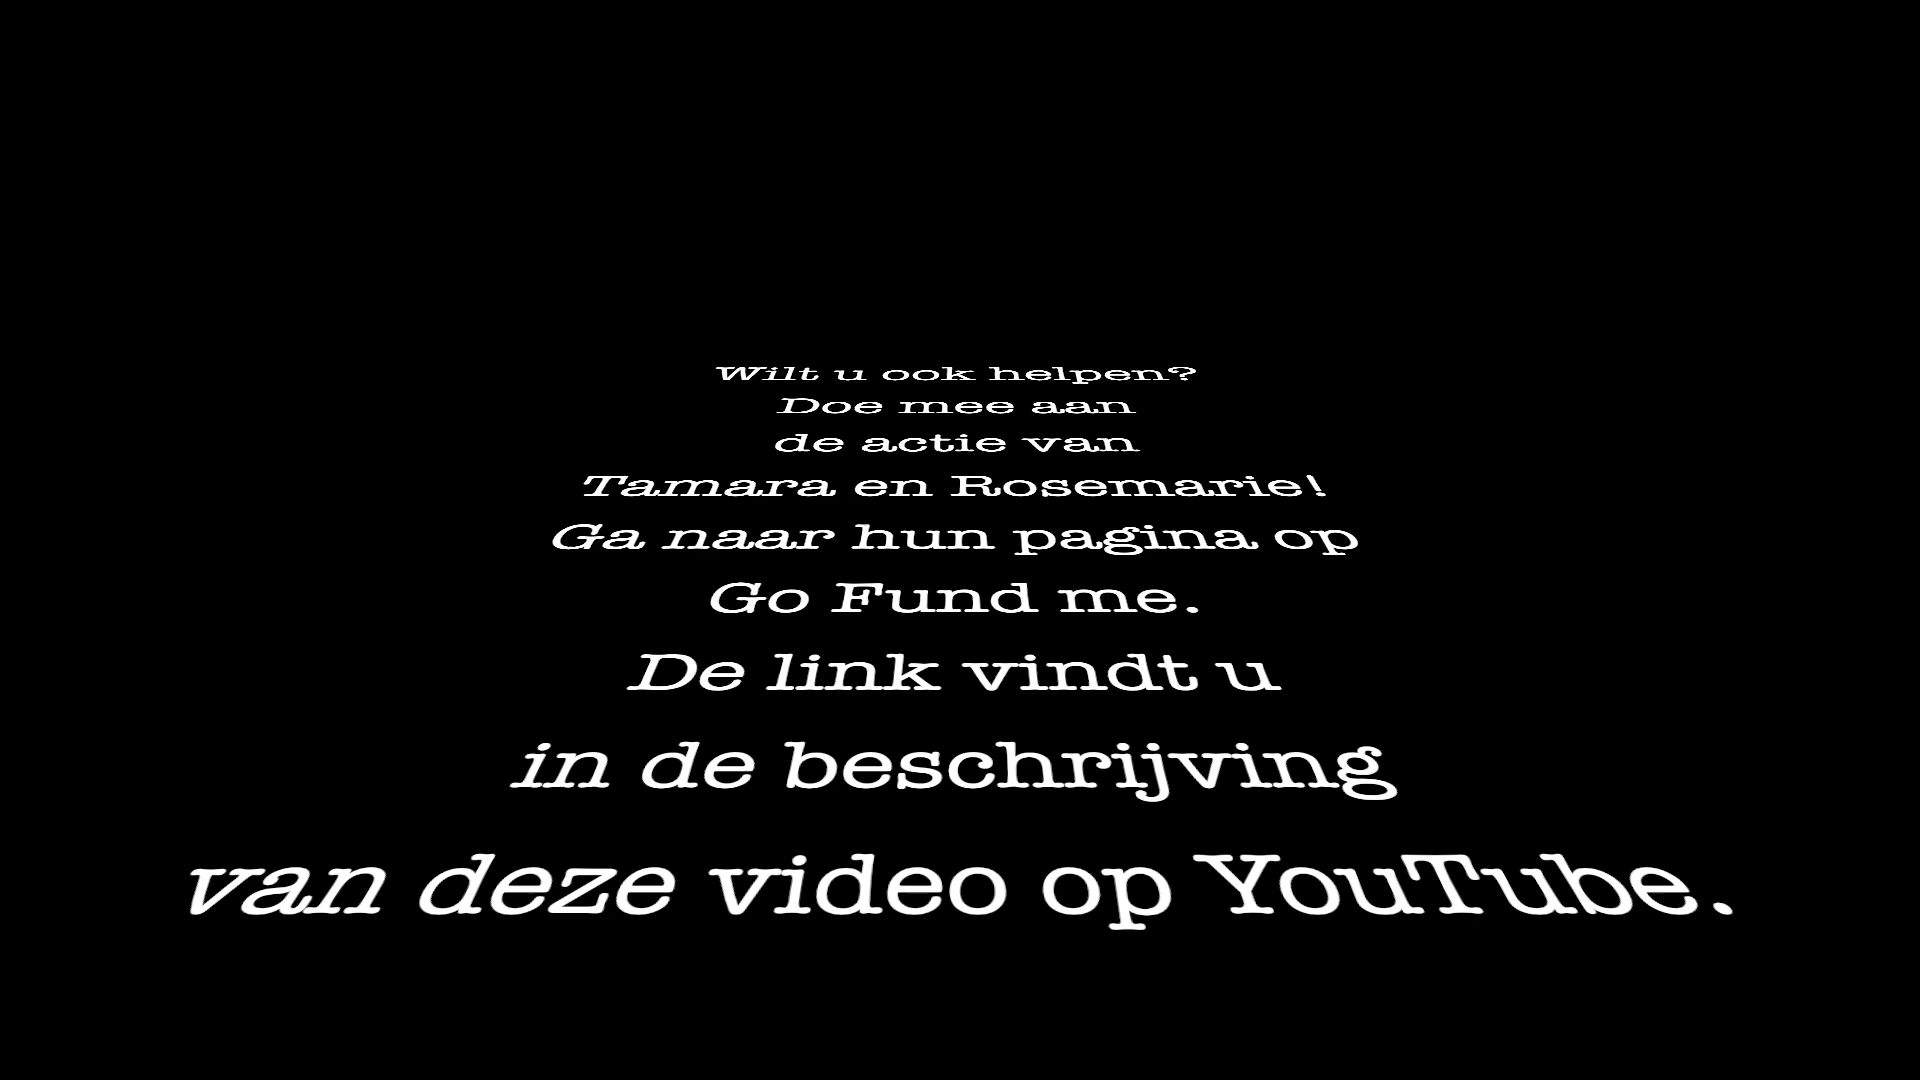 Wilt u ook helpen?
Doe mee aan
de actie van
Tamara en Rosemarie!
Ga naar hun pagina op
Go Fund me.
De link vindt u
in de beschrijving
van deze video op YouTube.